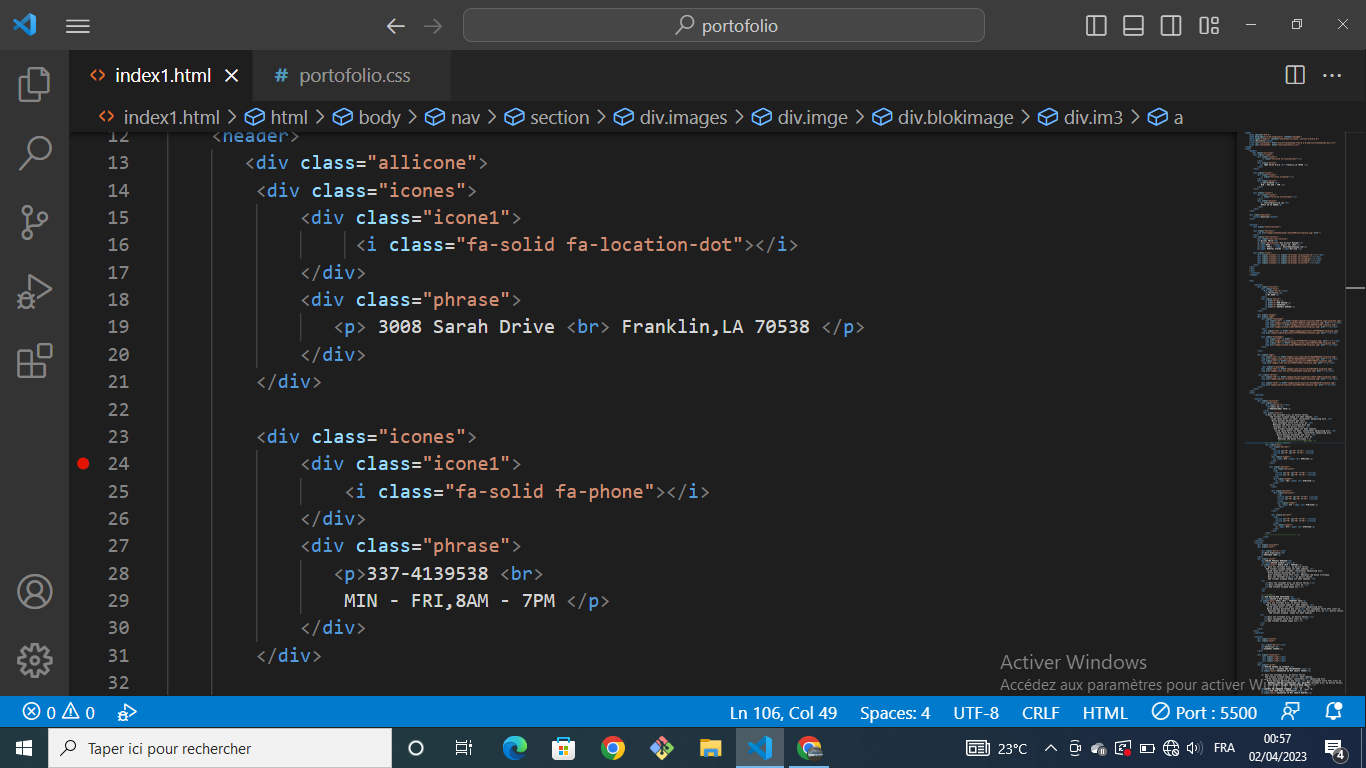 portofolio
index1.html
# portofolio.css
index1.html > html > body > nav > section > div.images > div.imge > div.blokimage > div.im3 > a
12 <header>
13 <div class="allicone">
14 <div class="icones">
15 <div class="icone1">
16 <i class="fa-solid fa-location-dot"></i>
17 </div>
18 <div class="phrase">
19 <p> 3008 Sarah Drive <br> Franklin,LA 70538 </p>
20 </div>
21 </div>
22
23 <div class="icones">
24 <div class="icone1">
25 <i class="fa-solid fa-phone"></i>
26 </div>
27 <div class="phrase">
28 <p>337-4139538 <br>
29 MIN - FRI,8AM - 7PM </p>
30 </div>
31 </div>
32
Activer Windows
Accédez aux paramètres pour activer Windows.
0 0 Ln 106, Col 49 Spaces: 4 UTF-8 CRLF HTML Port : 5500
Taper ici pour rechercher
23°C FRA 00:57
02/04/2023
4